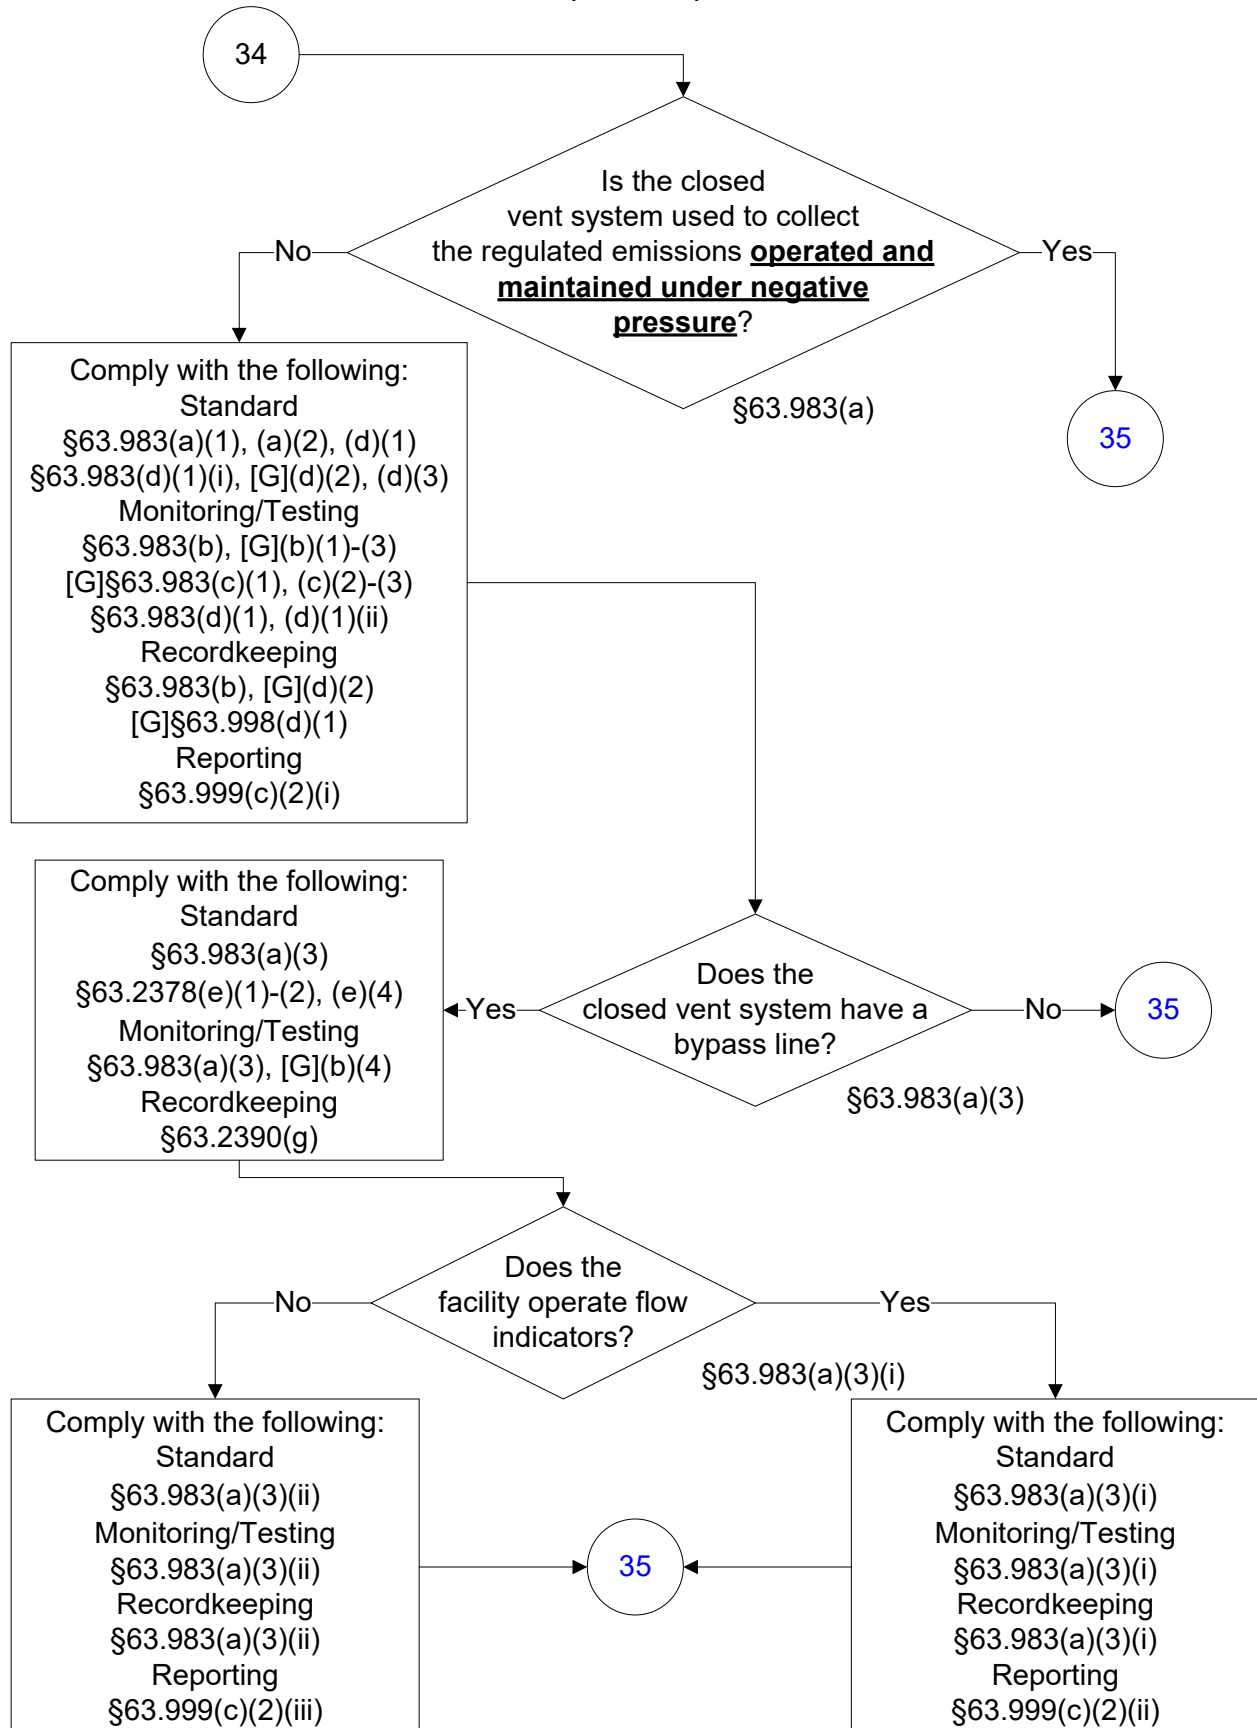 34
Is the closed
vent system used to collect
the regulated emissions operated and
maintained under negative
pressure?
No
Yes
§63.983(a)
35
Comply with the following:
Standard
§63.983(a)(1), (a)(2), (d)(1)
§63.983(d)(1)(i), [G](d)(2), (d)(3)
Monitoring/Testing
§63.983(b), [G](b)(1)-(3)
[G]§63.983(c)(1), (c)(2)-(3)
§63.983(d)(1), (d)(1)(ii)
Recordkeeping
§63.983(b), [G](d)(2)
[G]§63.998(d)(1)
Reporting
§63.999(c)(2)(i)
Does the
closed vent system have a
bypass line?
Yes
No
35
§63.983(a)(3)
Comply with the following:
Standard
§63.983(a)(3)
§63.2378(e)(1)-(2), (e)(4)
Monitoring/Testing
§63.983(a)(3), [G](b)(4)
Recordkeeping
§63.2390(g)
Does the
facility operate flow
indicators?
No
Yes
§63.983(a)(3)(i)
Comply with the following:
Standard
§63.983(a)(3)(ii)
Monitoring/Testing
§63.983(a)(3)(ii)
Recordkeeping
§63.983(a)(3)(ii)
Reporting
§63.999(c)(2)(iii)
35
Comply with the following:
Standard
§63.983(a)(3)(i)
Monitoring/Testing
§63.983(a)(3)(i)
Recordkeeping
§63.983(a)(3)(i)
Reporting
§63.999(c)(2)(ii)